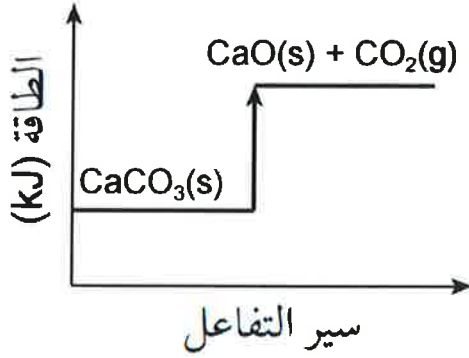 CaO(s) + CO₂(g)
CaCO₃(s)
الطاقة (kJ)
سير التفاعل